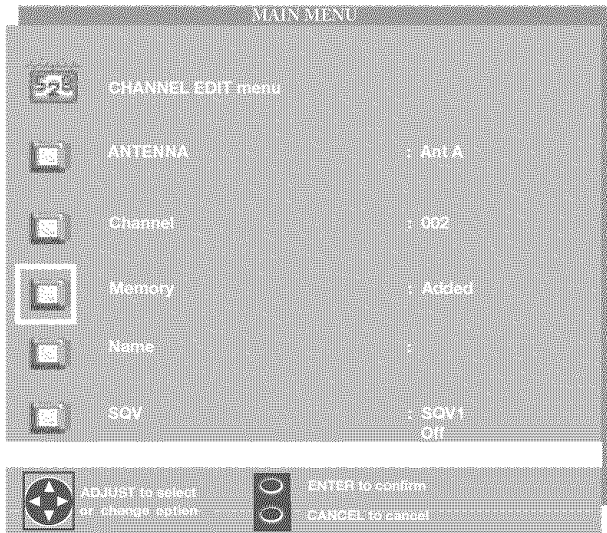 MAIN MENU
CHANNEL EDIT menu
ANTENNA : Ant A
Channel : 002
Memory : Added
Name :
SQV : SQV1
Off
ADJUST to select
or change option
ENTER to confirm
CANCEL to cancel